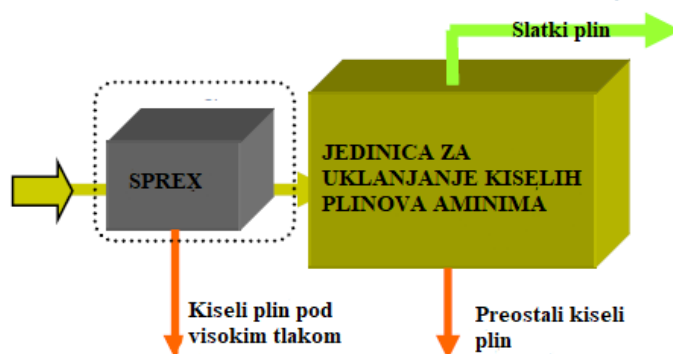 Slatki plin
SPREX
JEDINICA ZA
UKLANJANJE KISELIH
PLINOVA AMINIMA
Kiseli plin pod
visokim tlakom
Preostali kiseli
plin